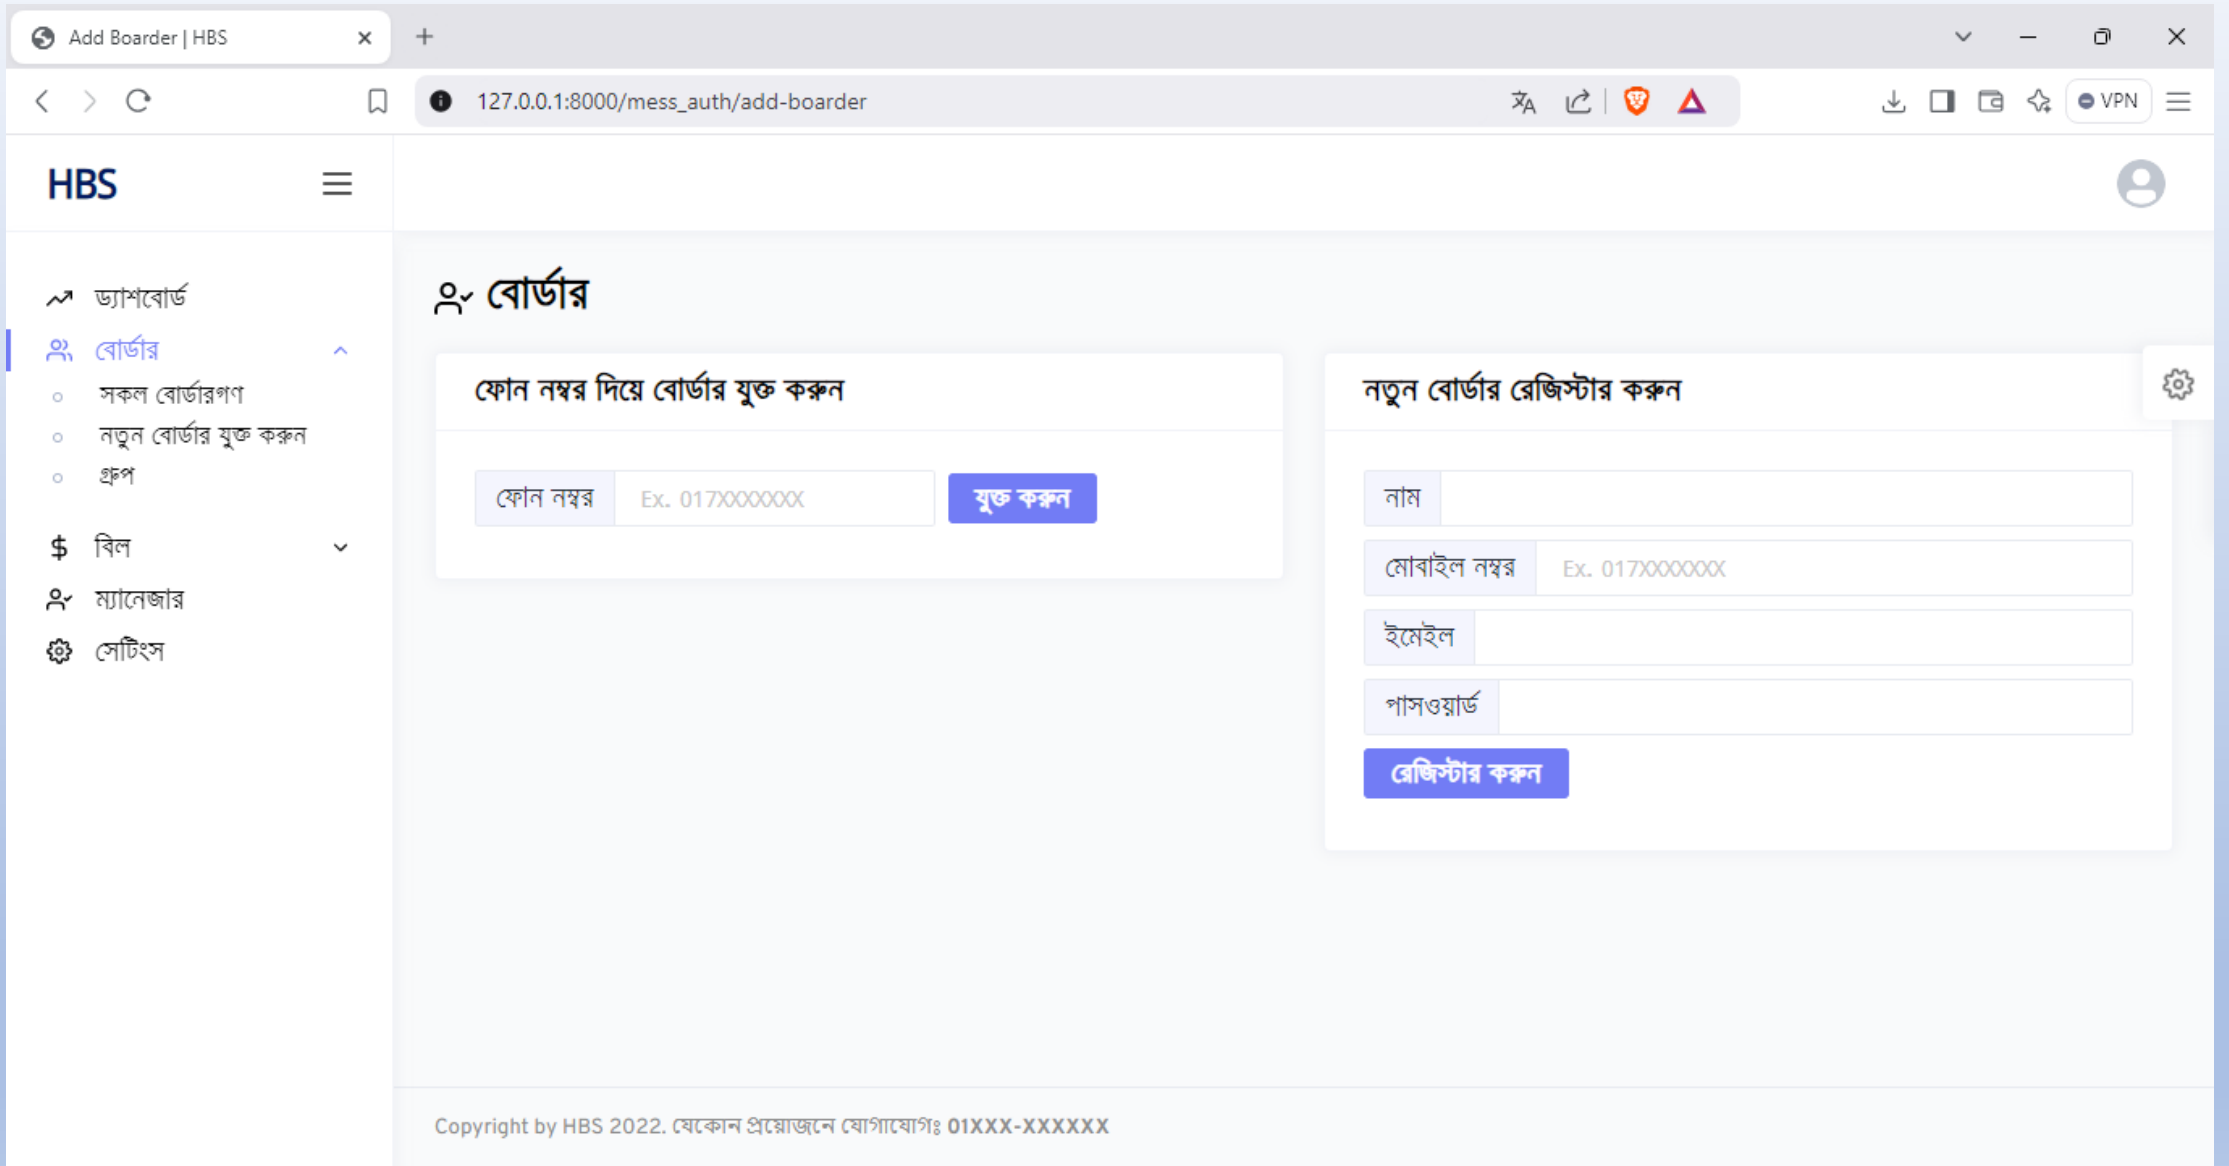 Add Boarder | HBS
127.0.0.1:8000/mess_auth/add-boarder
VPN
HBS
ড্যাশবোর্ড
বোর্ডার
সকল বোর্ডারগণ
নতুন বোর্ডার যুক্ত করুন
গ্রুপ
বিল
ম্যানেজার
সেটিংস
বোর্ডার
ফোন নম্বর দিয়ে বোর্ডার যুক্ত করুন
ফোন নম্বর
Ex. 017XXXXXXX
যুক্ত করুন
নতুন বোর্ডার রেজিস্টার করুন
নাম
মোবাইল নম্বর
Ex. 017XXXXXXX
ইমেইল
পাসওয়ার্ড
রেজিস্টার করুন
Copyright by HBS 2022. যেকোন প্রয়োজনে যোগাযোগঃ 01XXX-XXXXXX